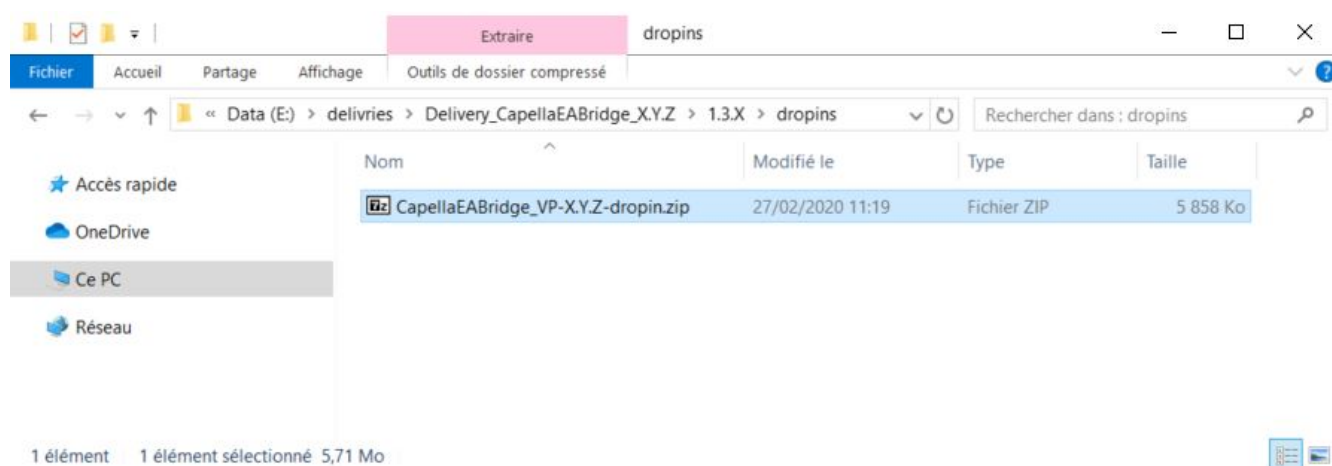 Extraire
dropins
Fichier Accueil Partage Affichage Outils de dossier compressé
« Data (E:) > delivries > Delivery_CapellaEABridge_X.Y.Z > 1.3.X > dropins
Rechercher dans : dropins
Nom Modifié le Type Taille
Accès rapide
OneDrive
Ce PC
Réseau
CapellaEABridge_VP-X.Y.Z-dropin.zip 27/02/2020 11:19 Fichier ZIP 5 858 Ko
1 élément 1 élément sélectionné 5,71 Mo